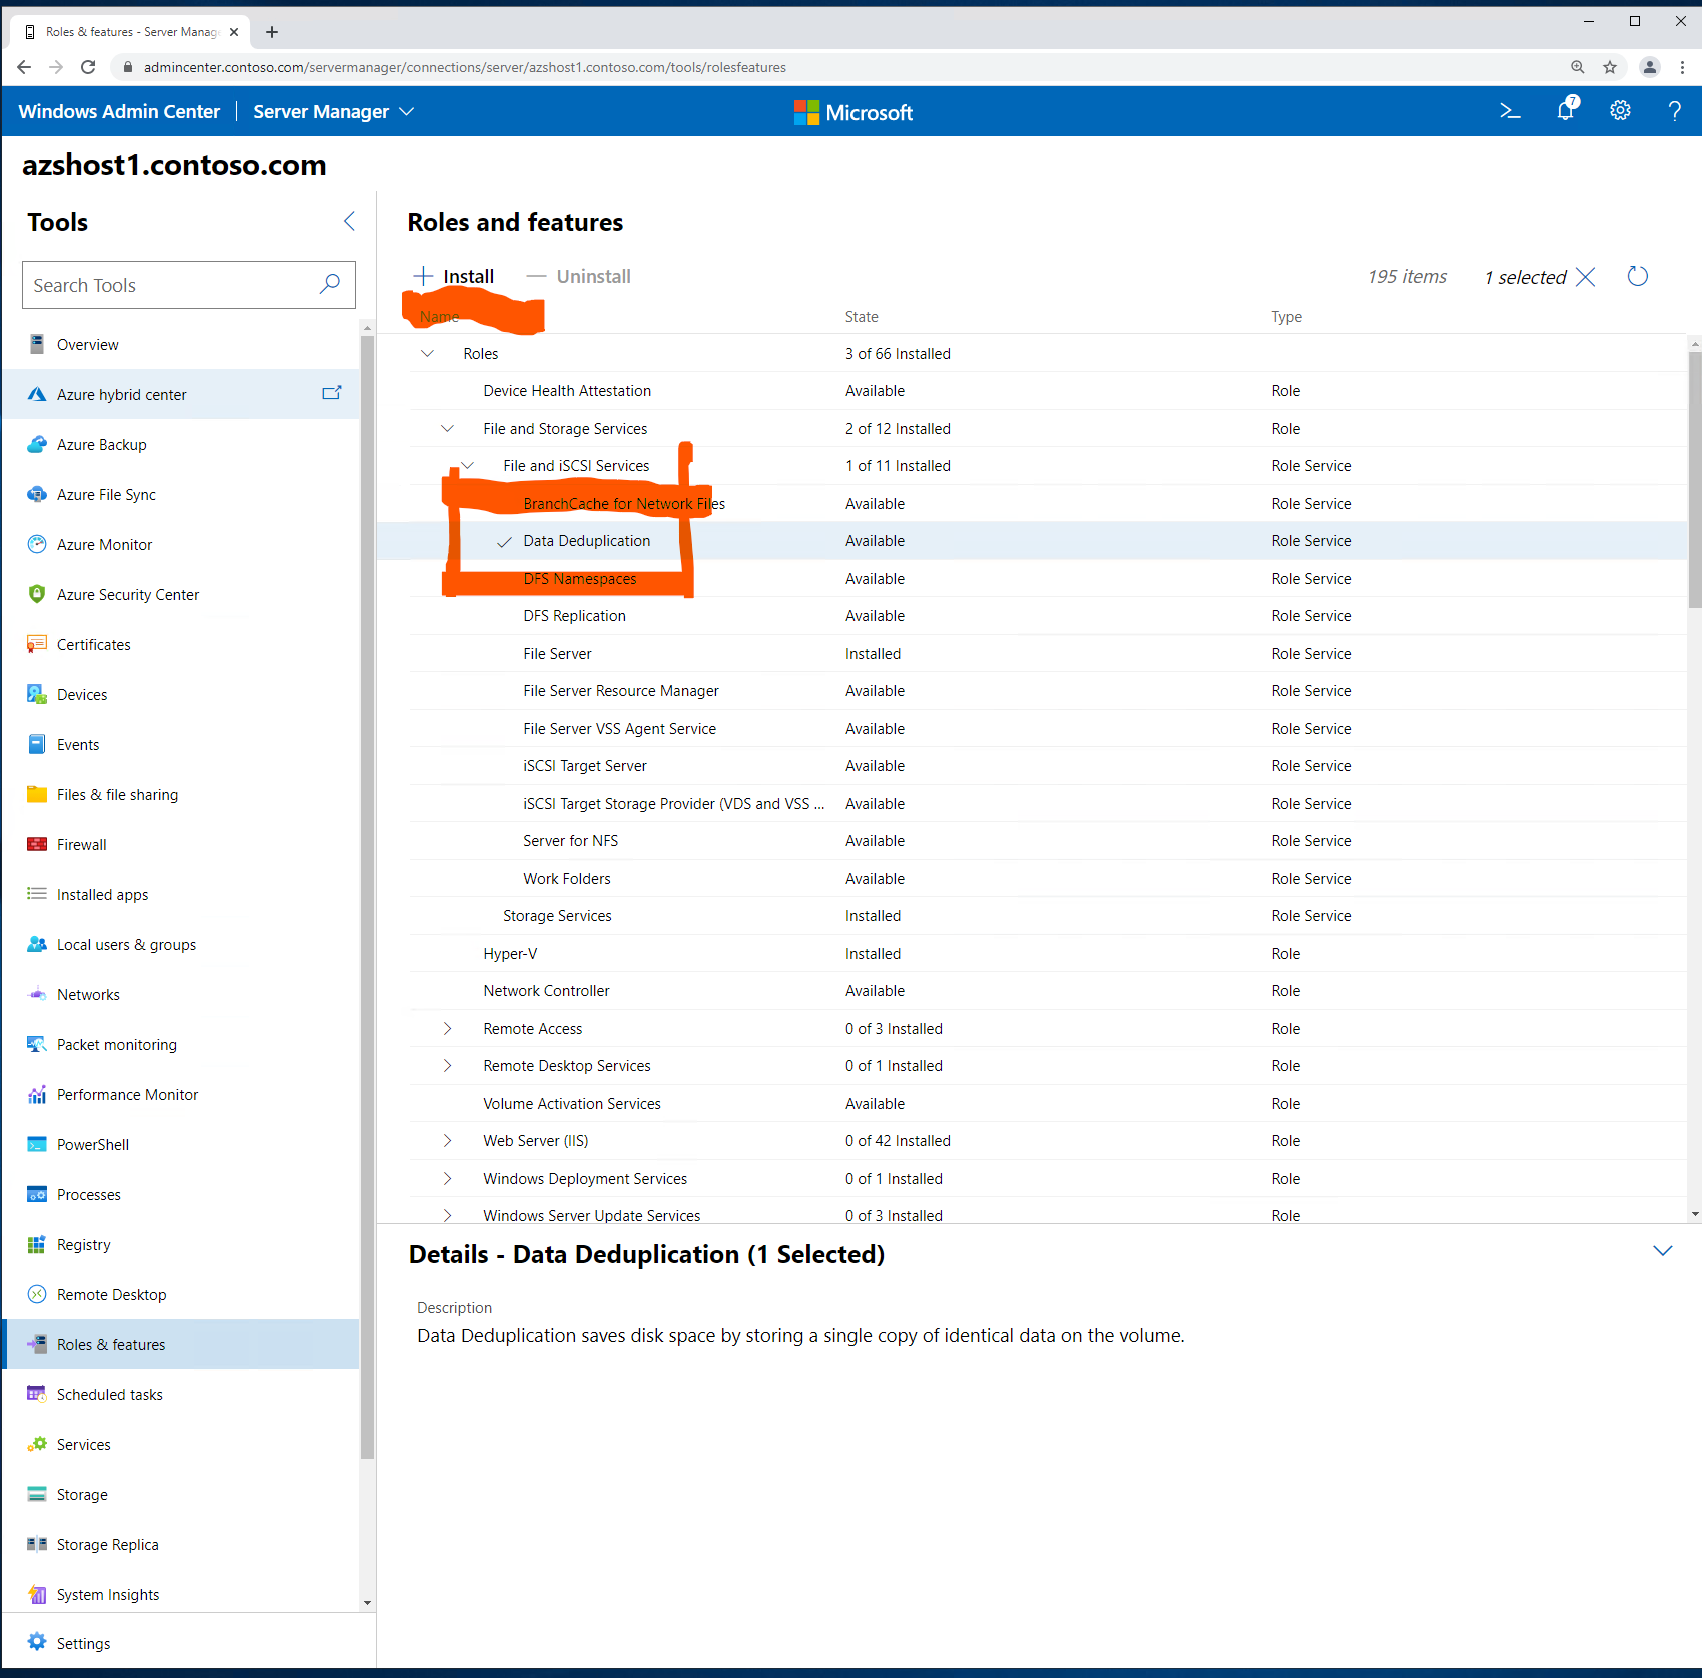 Roles & features - Server Manag
admincenter.contoso.com/servermanager/connections/server/azshost1.contoso.com/tools/rolesfeatures
Windows Admin Center | Server Manager Microsoft 7 ?
azshost1.contoso.com
Tools
Search Tools
Overview
Azure hybrid center
Azure Backup
Azure File Sync
Azure Monitor
Azure Security Center
Certificates
Devices
Events
Files & file sharing
Firewall
Installed apps
Local users & groups
Networks
Packet monitoring
Performance Monitor
PowerShell
Processes
Registry
Remote Desktop
Roles & features
Scheduled tasks
Services
Storage
Storage Replica
System Insights
Settings
Roles and features
Install Uninstall 195 items 1 selected
Name State Type
Roles 3 of 66 Installed
Device Health Attestation Available Role
File and Storage Services 2 of 12 Installed Role
File and iSCSI Services 1 of 11 Installed Role Service
BranchCache for Network Files Available Role Service
Data Deduplication Available Role Service
DFS Namespaces Available Role Service
DFS Replication Available Role Service
File Server Installed Role Service
File Server Resource Manager Available Role Service
File Server VSS Agent Service Available Role Service
iSCSI Target Server Available Role Service
iSCSI Target Storage Provider (VDS and VSS ... Available Role Service
Server for NFS Available Role Service
Work Folders Available Role Service
Storage Services Installed Role Service
Hyper-V Installed Role
Network Controller Available Role
Remote Access 0 of 3 Installed Role
Remote Desktop Services 0 of 1 Installed Role
Volume Activation Services Available Role
Web Server (IIS) 0 of 42 Installed Role
Windows Deployment Services 0 of 1 Installed Role
Windows Server Update Services 0 of 3 Installed Role
Details - Data Deduplication (1 Selected)
Description
Data Deduplication saves disk space by storing a single copy of identical data on the volume.